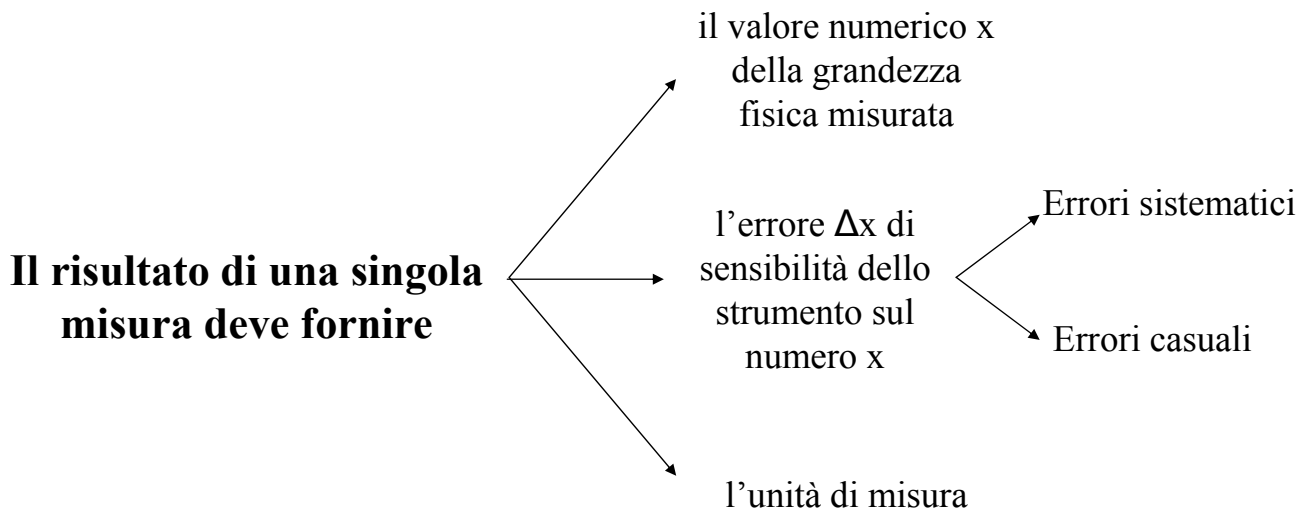 il valore numerico x
della grandezza
fisica misurata
Il risultato di una singola
misura deve fornire
l’errore Δx di
sensibilità dello
strumento sul
numero x
Errori sistematici
Errori casuali
l’unità di misura